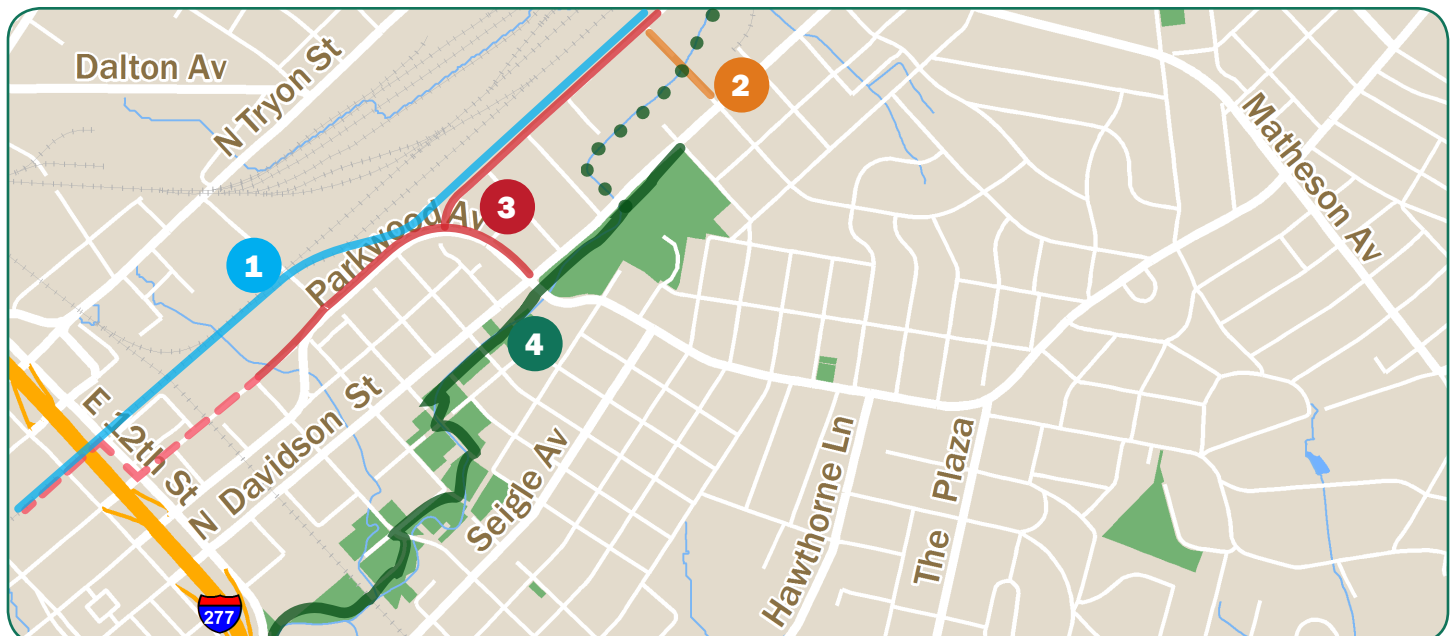 Dalton Av
N Tryon St
2
Matheson Av
3
Parkwood Av
1
4
E 12th St
N Davidson St
Seigle Av
Hawthorne Ln
The Plaza
277